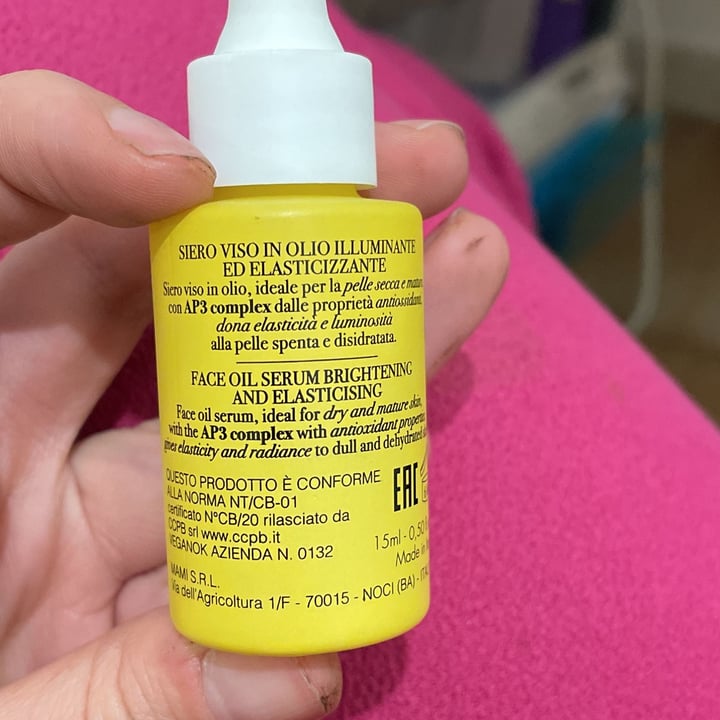 SIERO VISO IN OLIO ILLUMINANTE
ED ELASTICIZZANTE
Siero viso in olio, ideale per la pelle secca e
con AP3 complex dalle proprietà
dona elasticità e luminosità
alla pelle spenta e disidratata.
FACE OIL SERUM BRIGHTENING
AND ELASTICISING
Face oil serum, ideal for dry and mature skin,
with the AP3 complex with antioxidant
gives elasticity and radiance to dull and
QUESTO PRODOTTO È CONFORME
ALLA NORMA NT/CB-01
certificato N°CB/20 rilasciato da
CCPB srl www.ccpb.it
VEGANOK AZIENDA N. 0132
EAC
15ml - 0,50
Made in
MAMI S.R.L.
Via dell'Agricoltura 1/F - 70015 - NOCI (BA) -